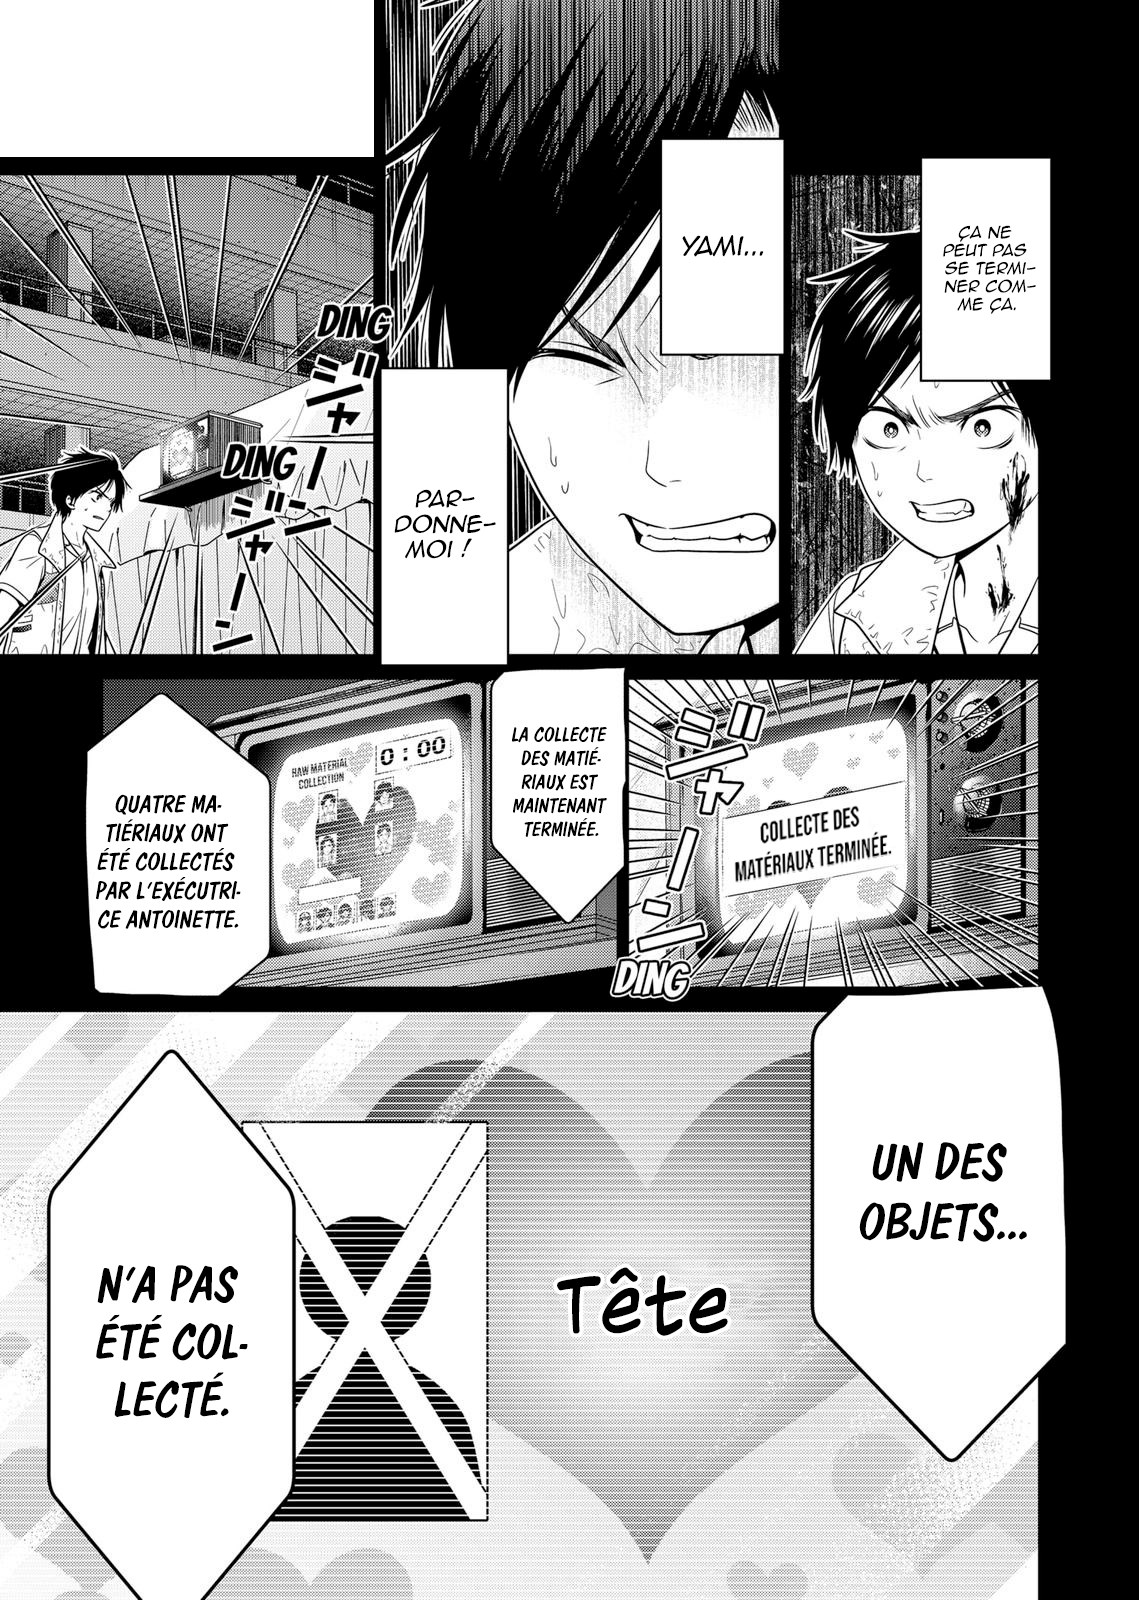 ÇA NE
PEUT PAS
SE TERMI-
NER COM-
ME ÇA.
YAMI...
PAR-
DONNE-
MOI !
DING
ジャーン
DING
ジャーン
ジャーン
DING
COLLECTE DES
MATÉRIAUX TERMINÉE.
LA COLLECTE
DES MATIÉ-
RIAUX EST
MAINTENANT
TERMINÉE.
RAW MATERIAL
COLLECTION
0:00
QUATRE MA-
TIÉRIAUX ONT
ÉTÉ COLLECTÉS
PAR L'EXÉCUTRI-
CE ANTOINETTE.
UN DES
OBJETS...
Tête
N'A PAS
ÉTÉ COL-
LECTÉ.